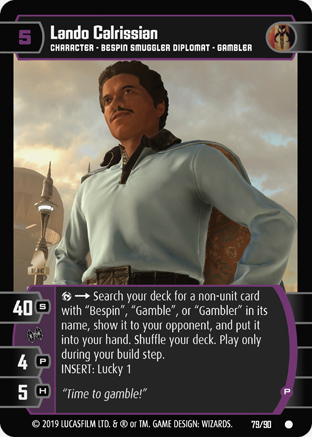 5
Lando Calrissian
CHARACTER - BESPIN SMUGGLER DIPLOMAT - GAMBLER
40 S
4 P
5 H
→ Search your deck for a non-unit card
with "Bespin", "Gamble", or "Gambler" in its
name, show it to your opponent, and put it
into your hand. Shuffle your deck. Play only
during your build step.
INSERT: Lucky 1
"Time to gamble!"
P
© 2019 LUCASFILM LTD. & ® or TM. GAME DESIGN: WIZARDS.
79/90